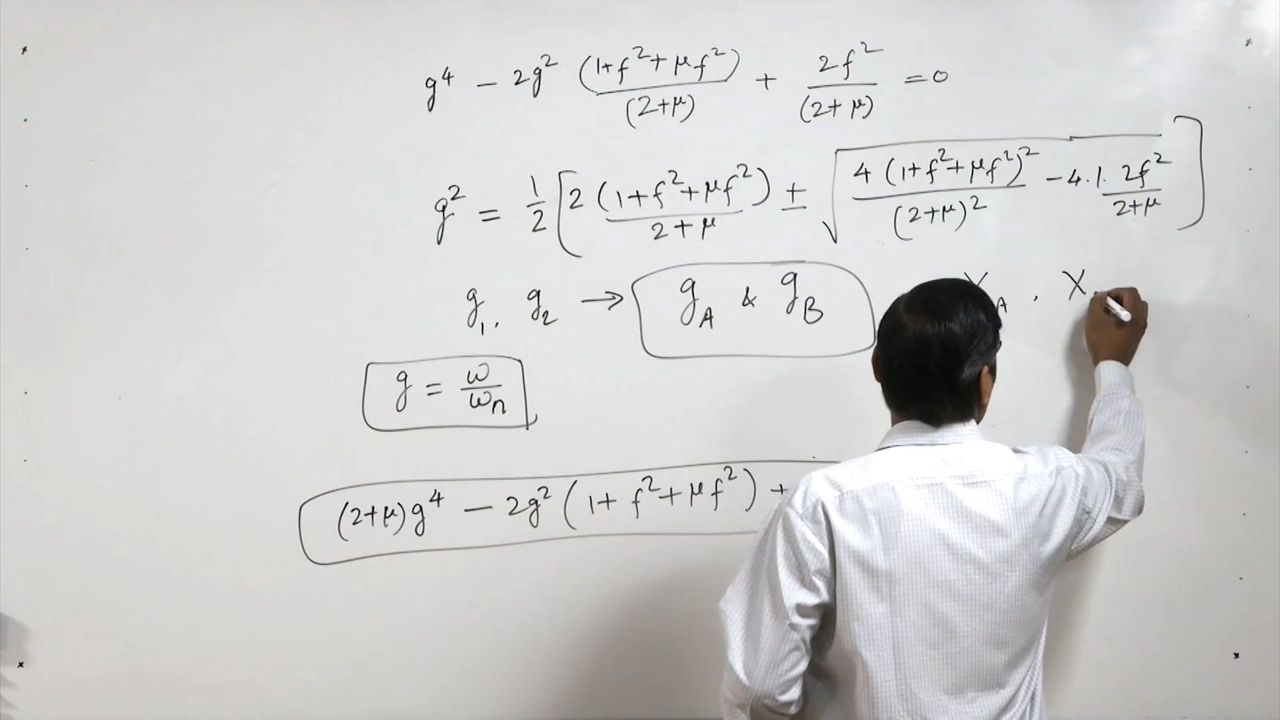 g⁴ − 2g² (1+f²+μf²)/(2+μ) + 2f²/(2+μ) = 0
g² = 1/2 [2 (1+f²+μf²)/(2+μ) ± √(4(1+f²+μf²)²/(2+μ)² − 4.1. 2f²/(2+μ))]
g₁, g₂ → g_A & g_B X_A , X
g = ω/ωn
(2+μ)g⁴ − 2g² (1+ f²+μf²) +